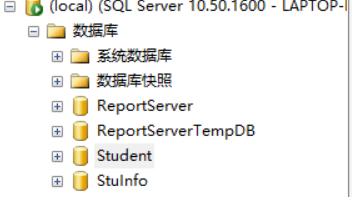 (local) (SQL Server 10.50.1600 - LAPTOP-
数据库
系统数据库
数据库快照
ReportServer
ReportServerTempDB
Student
StuInfo